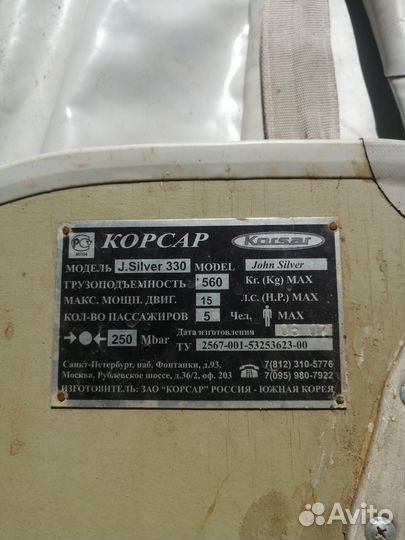 РС
МП04
КОРСАР
Korsar
МОДЕЛЬ J.Silver 330 MODEL John Silver
ГРУЗОПОДЪЕМНОСТЬ 560 Кг. (Kg) MAX
МАКС. МОЩН. ДВИГ. 15 л.с. (H.P.) MAX
КОЛ-ВО ПАССАЖИРОВ 5 Чел, MAX
250 Mbar
Дата изготовления
ТУ 2567-001-53253623-00
Санкт-Петербург, наб. Фонтанки, д.93. 7(812) 310-5776
Москва, Рублевское шоссе, д.36/2, оф. 203 7(095) 980-7922
ИЗГОТОВИТЕЛЬ: ЗАО "КОРСАР" РОССИЯ - ЮЖНАЯ КОРЕЯ
Avito